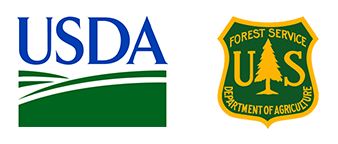 USDA
FOREST SERVICE
U S
DEPARTMENT OF AGRICULTURE